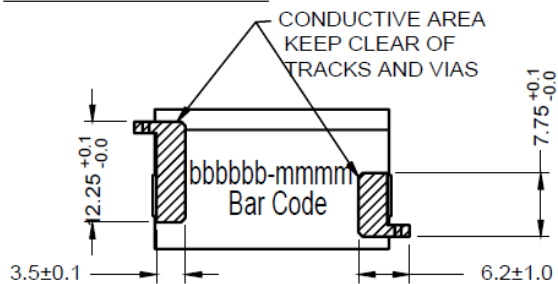 CONDUCTIVE AREA
KEEP CLEAR OF
TRACKS AND VIAS
12.25 +0.1 -0.0
7.75 +0.1 -0.0
bbbbbb-mmmm
Bar Code
3.5±0.1
6.2±1.0